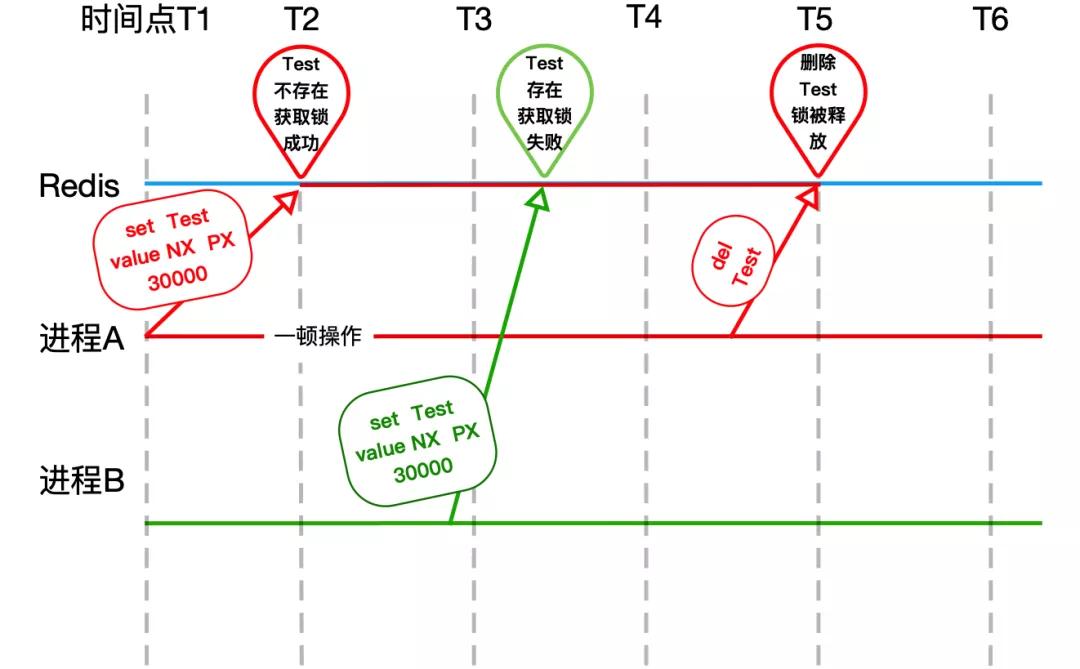 时间点T1 T2 T3 T4 T5 T6
Test
不存在
获取锁
成功
Test
存在
获取锁
失败
删除
Test
锁被释
放
Redis
set Test
value NX PX
30000
del
Test
进程A
一顿操作
set Test
value NX PX
30000
进程B